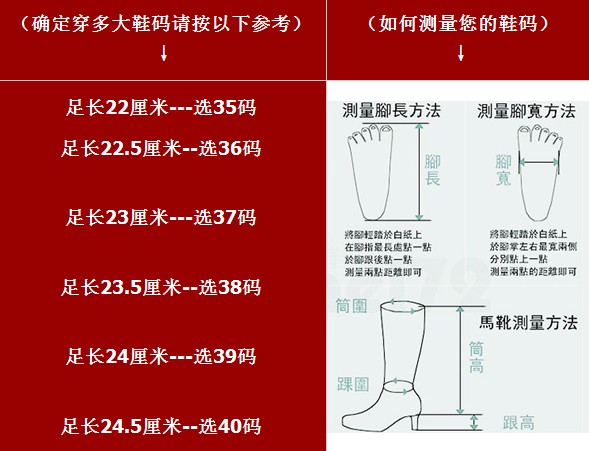 （确定穿多大鞋码请按以下参考）
↓
足长22厘米---选35码
足长22.5厘米--选36码
足长23厘米---选37码
足长23.5厘米--选38码
足长24厘米---选39码
足长24.5厘米--选40码
（如何测量您的鞋码）
↓
測量腳長方法
腳長
將腳輕踏於白紙上
在腳指最長處點一點
於腳跟後點一點
測量兩點距離即可
測量腳寬方法
腳寬
將腳輕踏於白紙上
於腳掌左右最寬兩側
分別點上一點
測量兩點的距離即可
馬靴測量方法
筒圍
筒高
踝圍
跟高